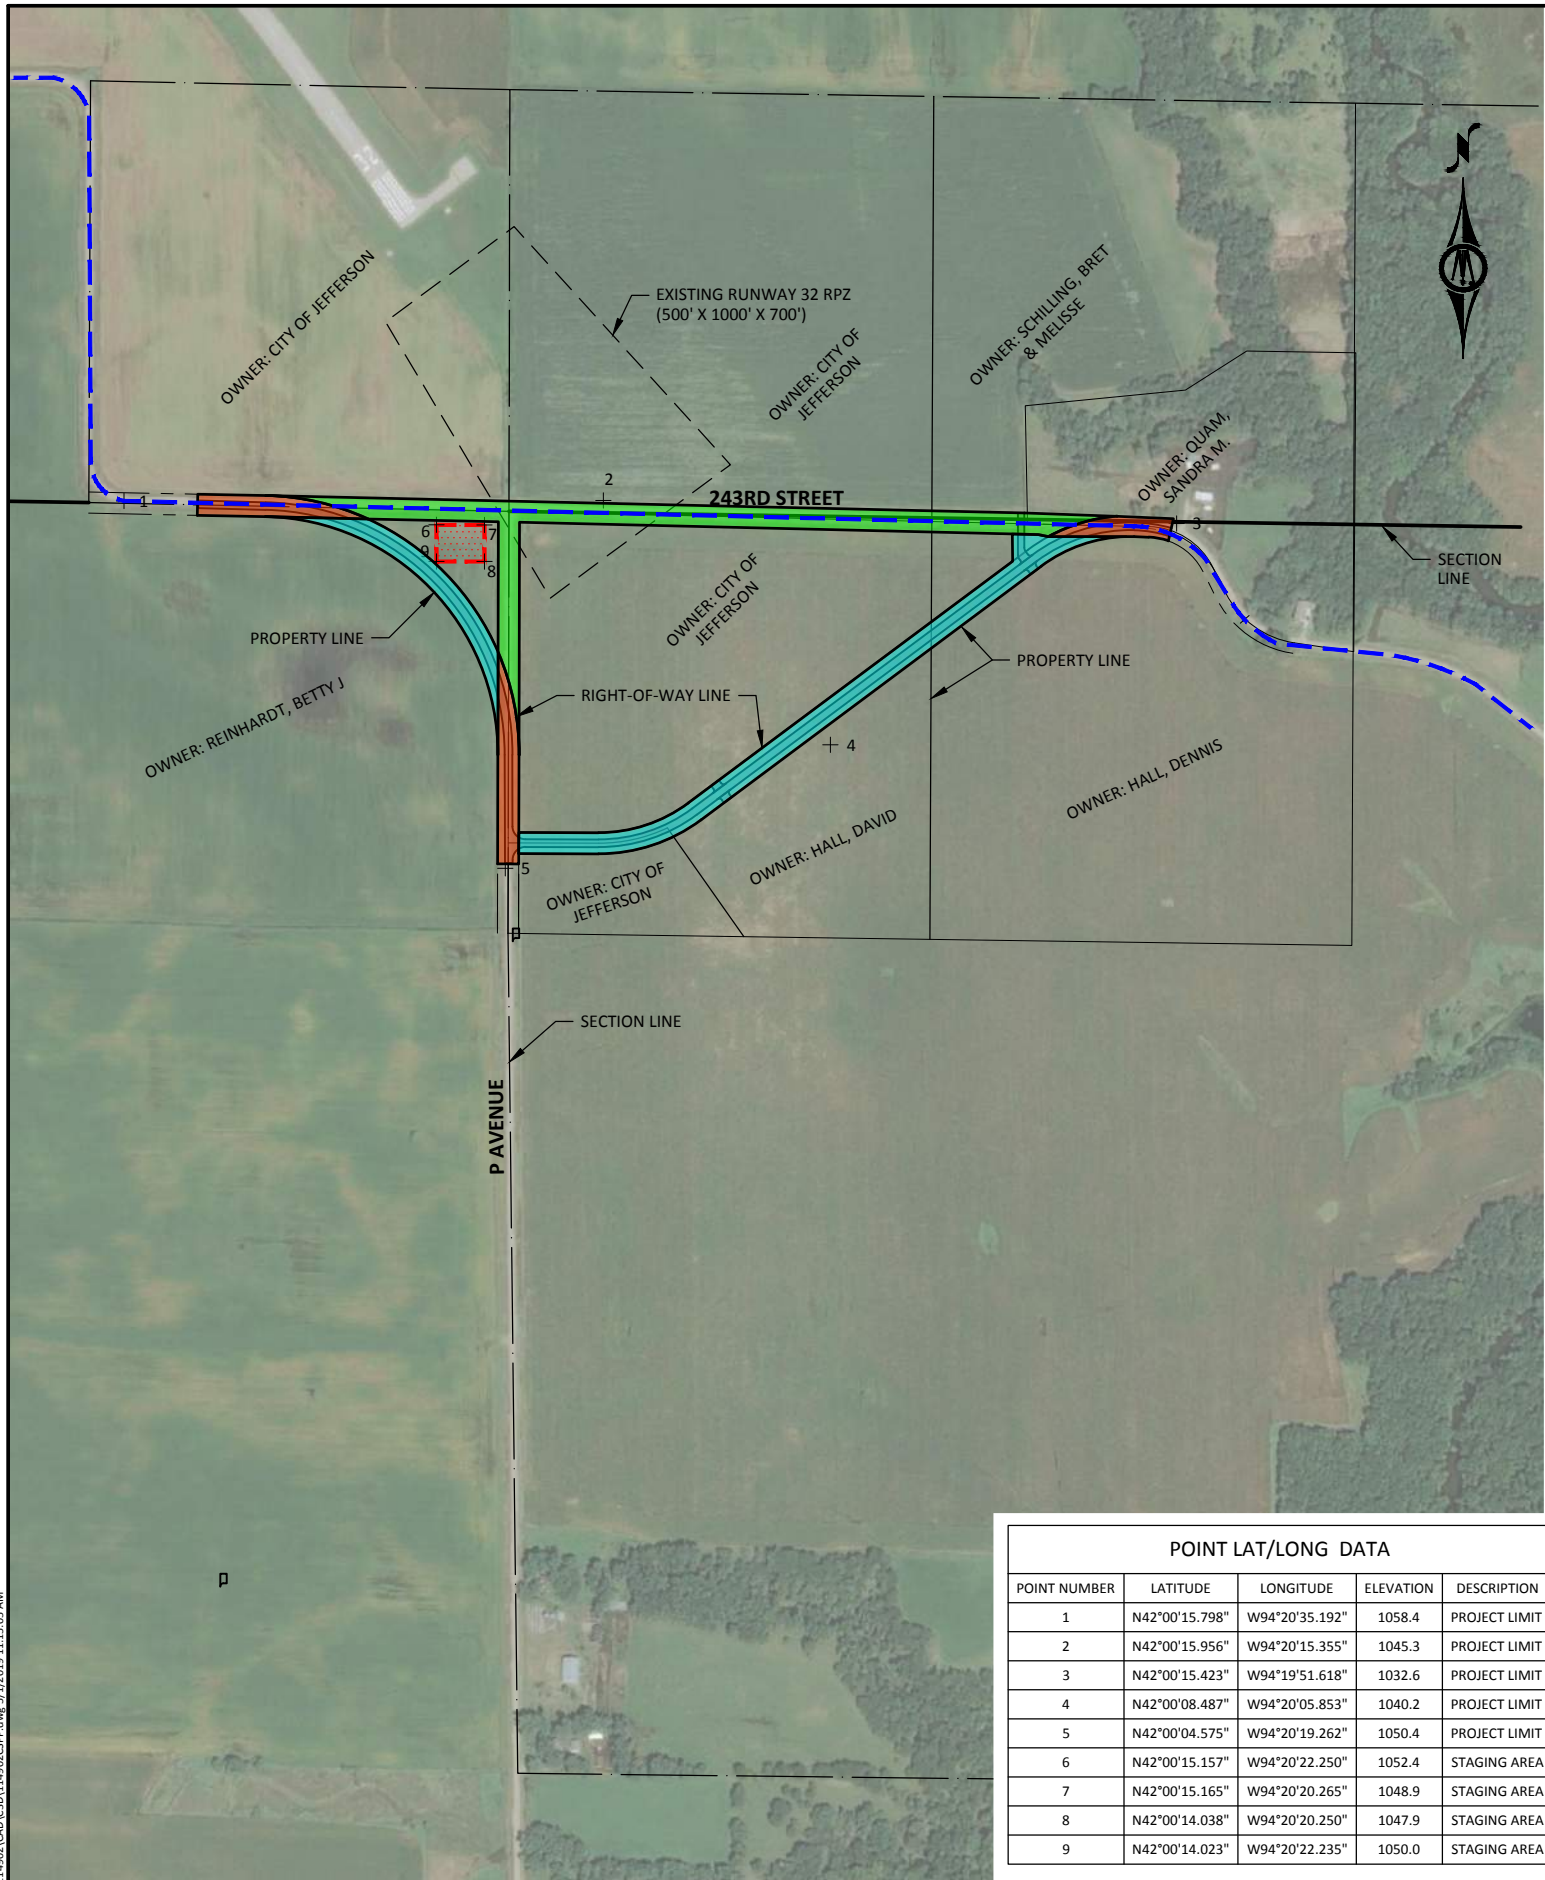 N
OWNER: CITY OF JEFFERSON
EXISTING RUNWAY 32 RPZ
(500' X 1000' X 700')
OWNER: CITY OF
JEFFERSON
OWNER: SCHILLING, BRET
& MELISSE
OWNER: QUAM,
SANDRA M.
1
2
243RD STREET
3
6
7
9
8
SECTION
LINE
PROPERTY LINE
OWNER: CITY OF
JEFFERSON
PROPERTY LINE
OWNER: REINHARDT, BETTY J
RIGHT-OF-WAY LINE
4
OWNER: HALL, DENNIS
OWNER: HALL, DAVID
5
OWNER: CITY OF
JEFFERSON
SECTION LINE
P AVENUE
POINT LAT/LONG DATA
POINT NUMBER LATITUDE LONGITUDE ELEVATION DESCRIPTION
1 N42°00'15.798" W94°20'35.192" 1058.4 PROJECT LIMIT
2 N42°00'15.956" W94°20'15.355" 1045.3 PROJECT LIMIT
3 N42°00'15.423" W94°19'51.618" 1032.6 PROJECT LIMIT
4 N42°00'08.487" W94°20'05.853" 1040.2 PROJECT LIMIT
5 N42°00'04.575" W94°20'19.262" 1050.4 PROJECT LIMIT
6 N42°00'15.157" W94°20'22.250" 1052.4 STAGING AREA
7 N42°00'15.165" W94°20'20.265" 1048.9 STAGING AREA
8 N42°00'14.038" W94°20'20.250" 1047.9 STAGING AREA
9 N42°00'14.023" W94°20'22.235" 1050.0 STAGING AREA